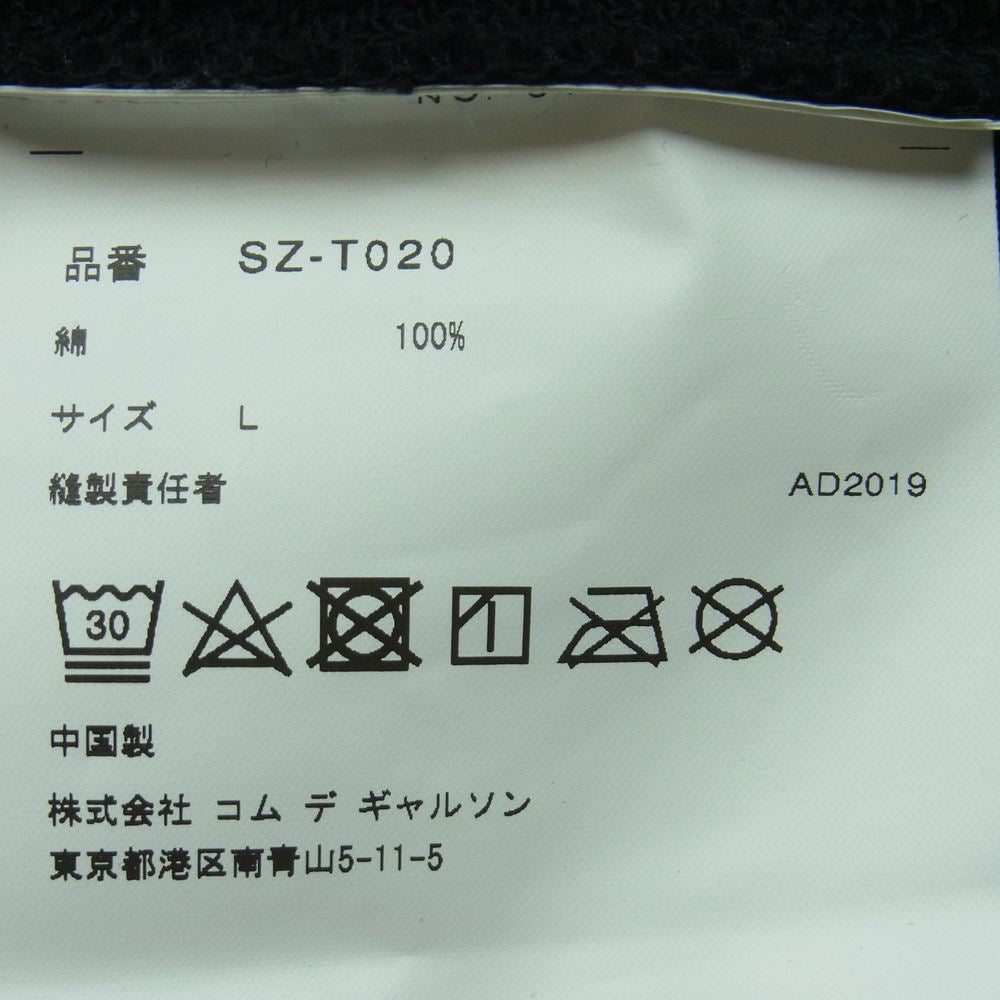 品番 SZ-T020
綿 100%
サイズ L
縫製責任者 AD2019
30
中国製
株式会社 コム デ ギャルソン
東京都港区南青山5-11-5